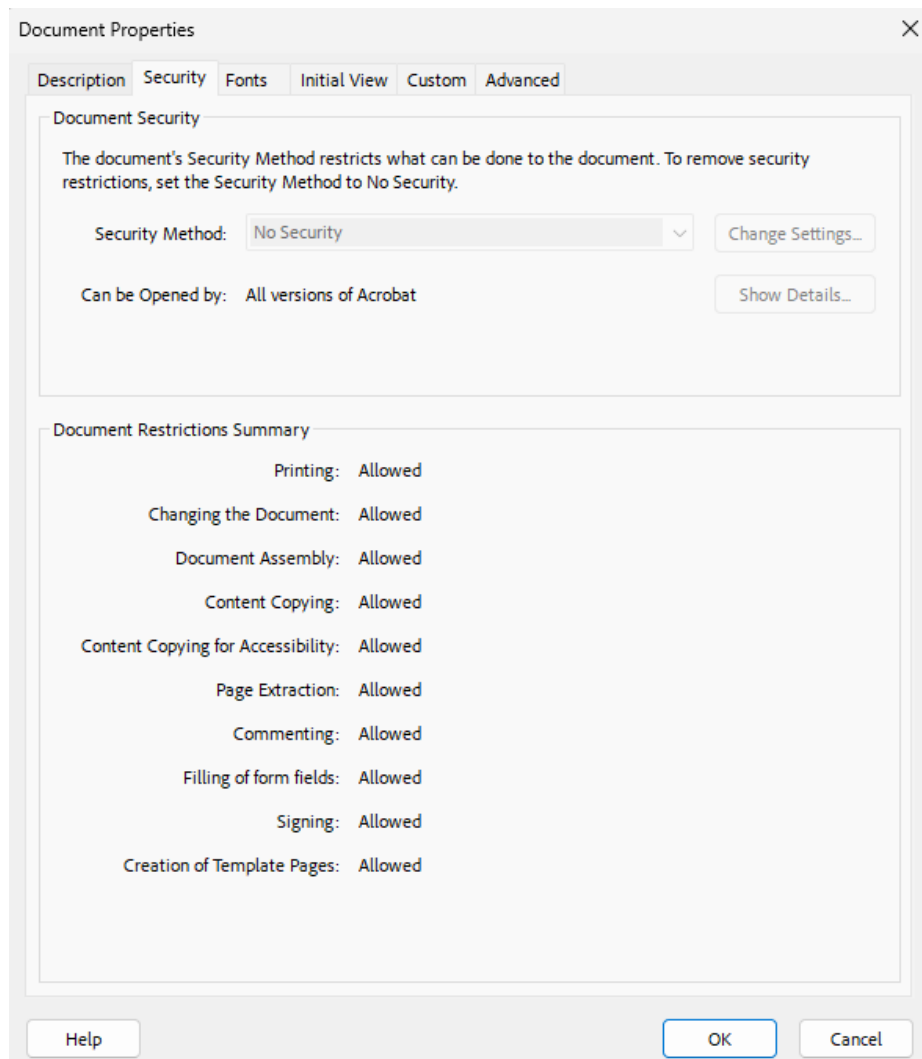 Document Properties
Description Security Fonts Initial View Custom Advanced
Document Security
The document's Security Method restricts what can be done to the document. To remove security
restrictions, set the Security Method to No Security.
Security Method: No Security Change Settings...
Can be Opened by: All versions of Acrobat Show Details...
Document Restrictions Summary
Printing: Allowed
Changing the Document: Allowed
Document Assembly: Allowed
Content Copying: Allowed
Content Copying for Accessibility: Allowed
Page Extraction: Allowed
Commenting: Allowed
Filling of form fields: Allowed
Signing: Allowed
Creation of Template Pages: Allowed
Help OK Cancel